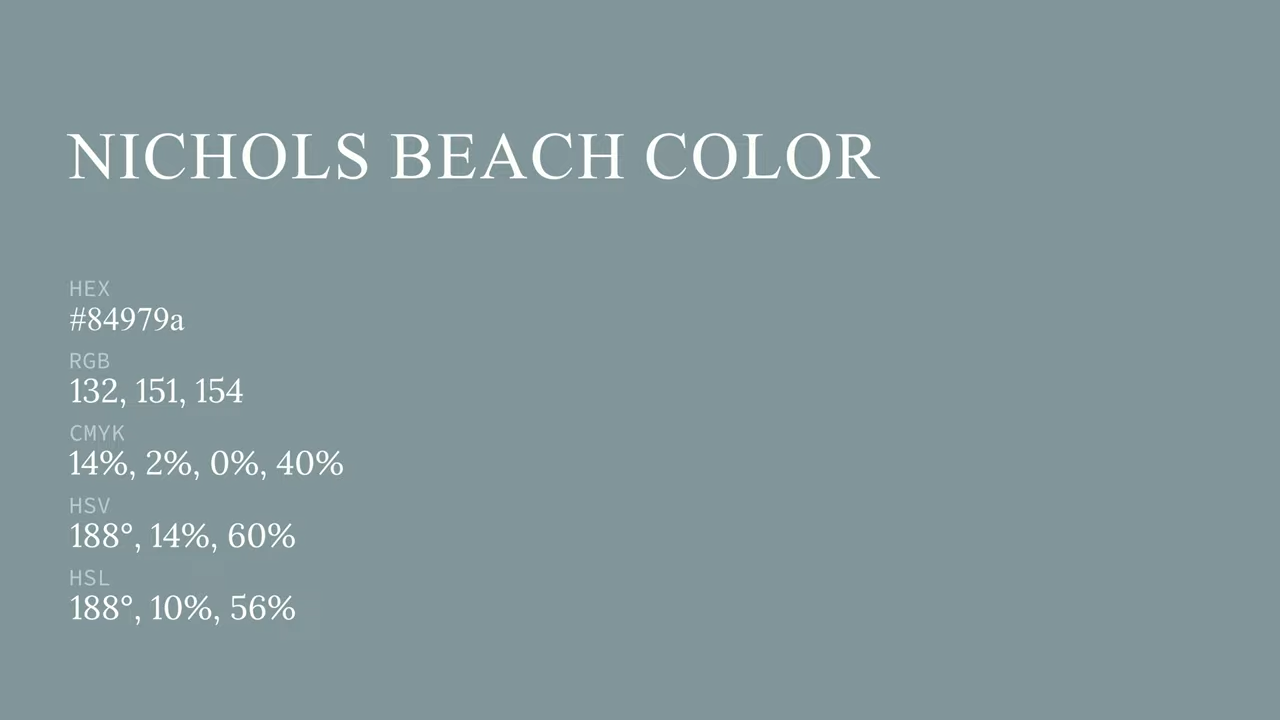 NICHOLS BEACH COLOR
HEX
#84979a
RGB
132, 151, 154
CMYK
14%, 2%, 0%, 40%
HSV
188°, 14%, 60%
HSL
188°, 10%, 56%